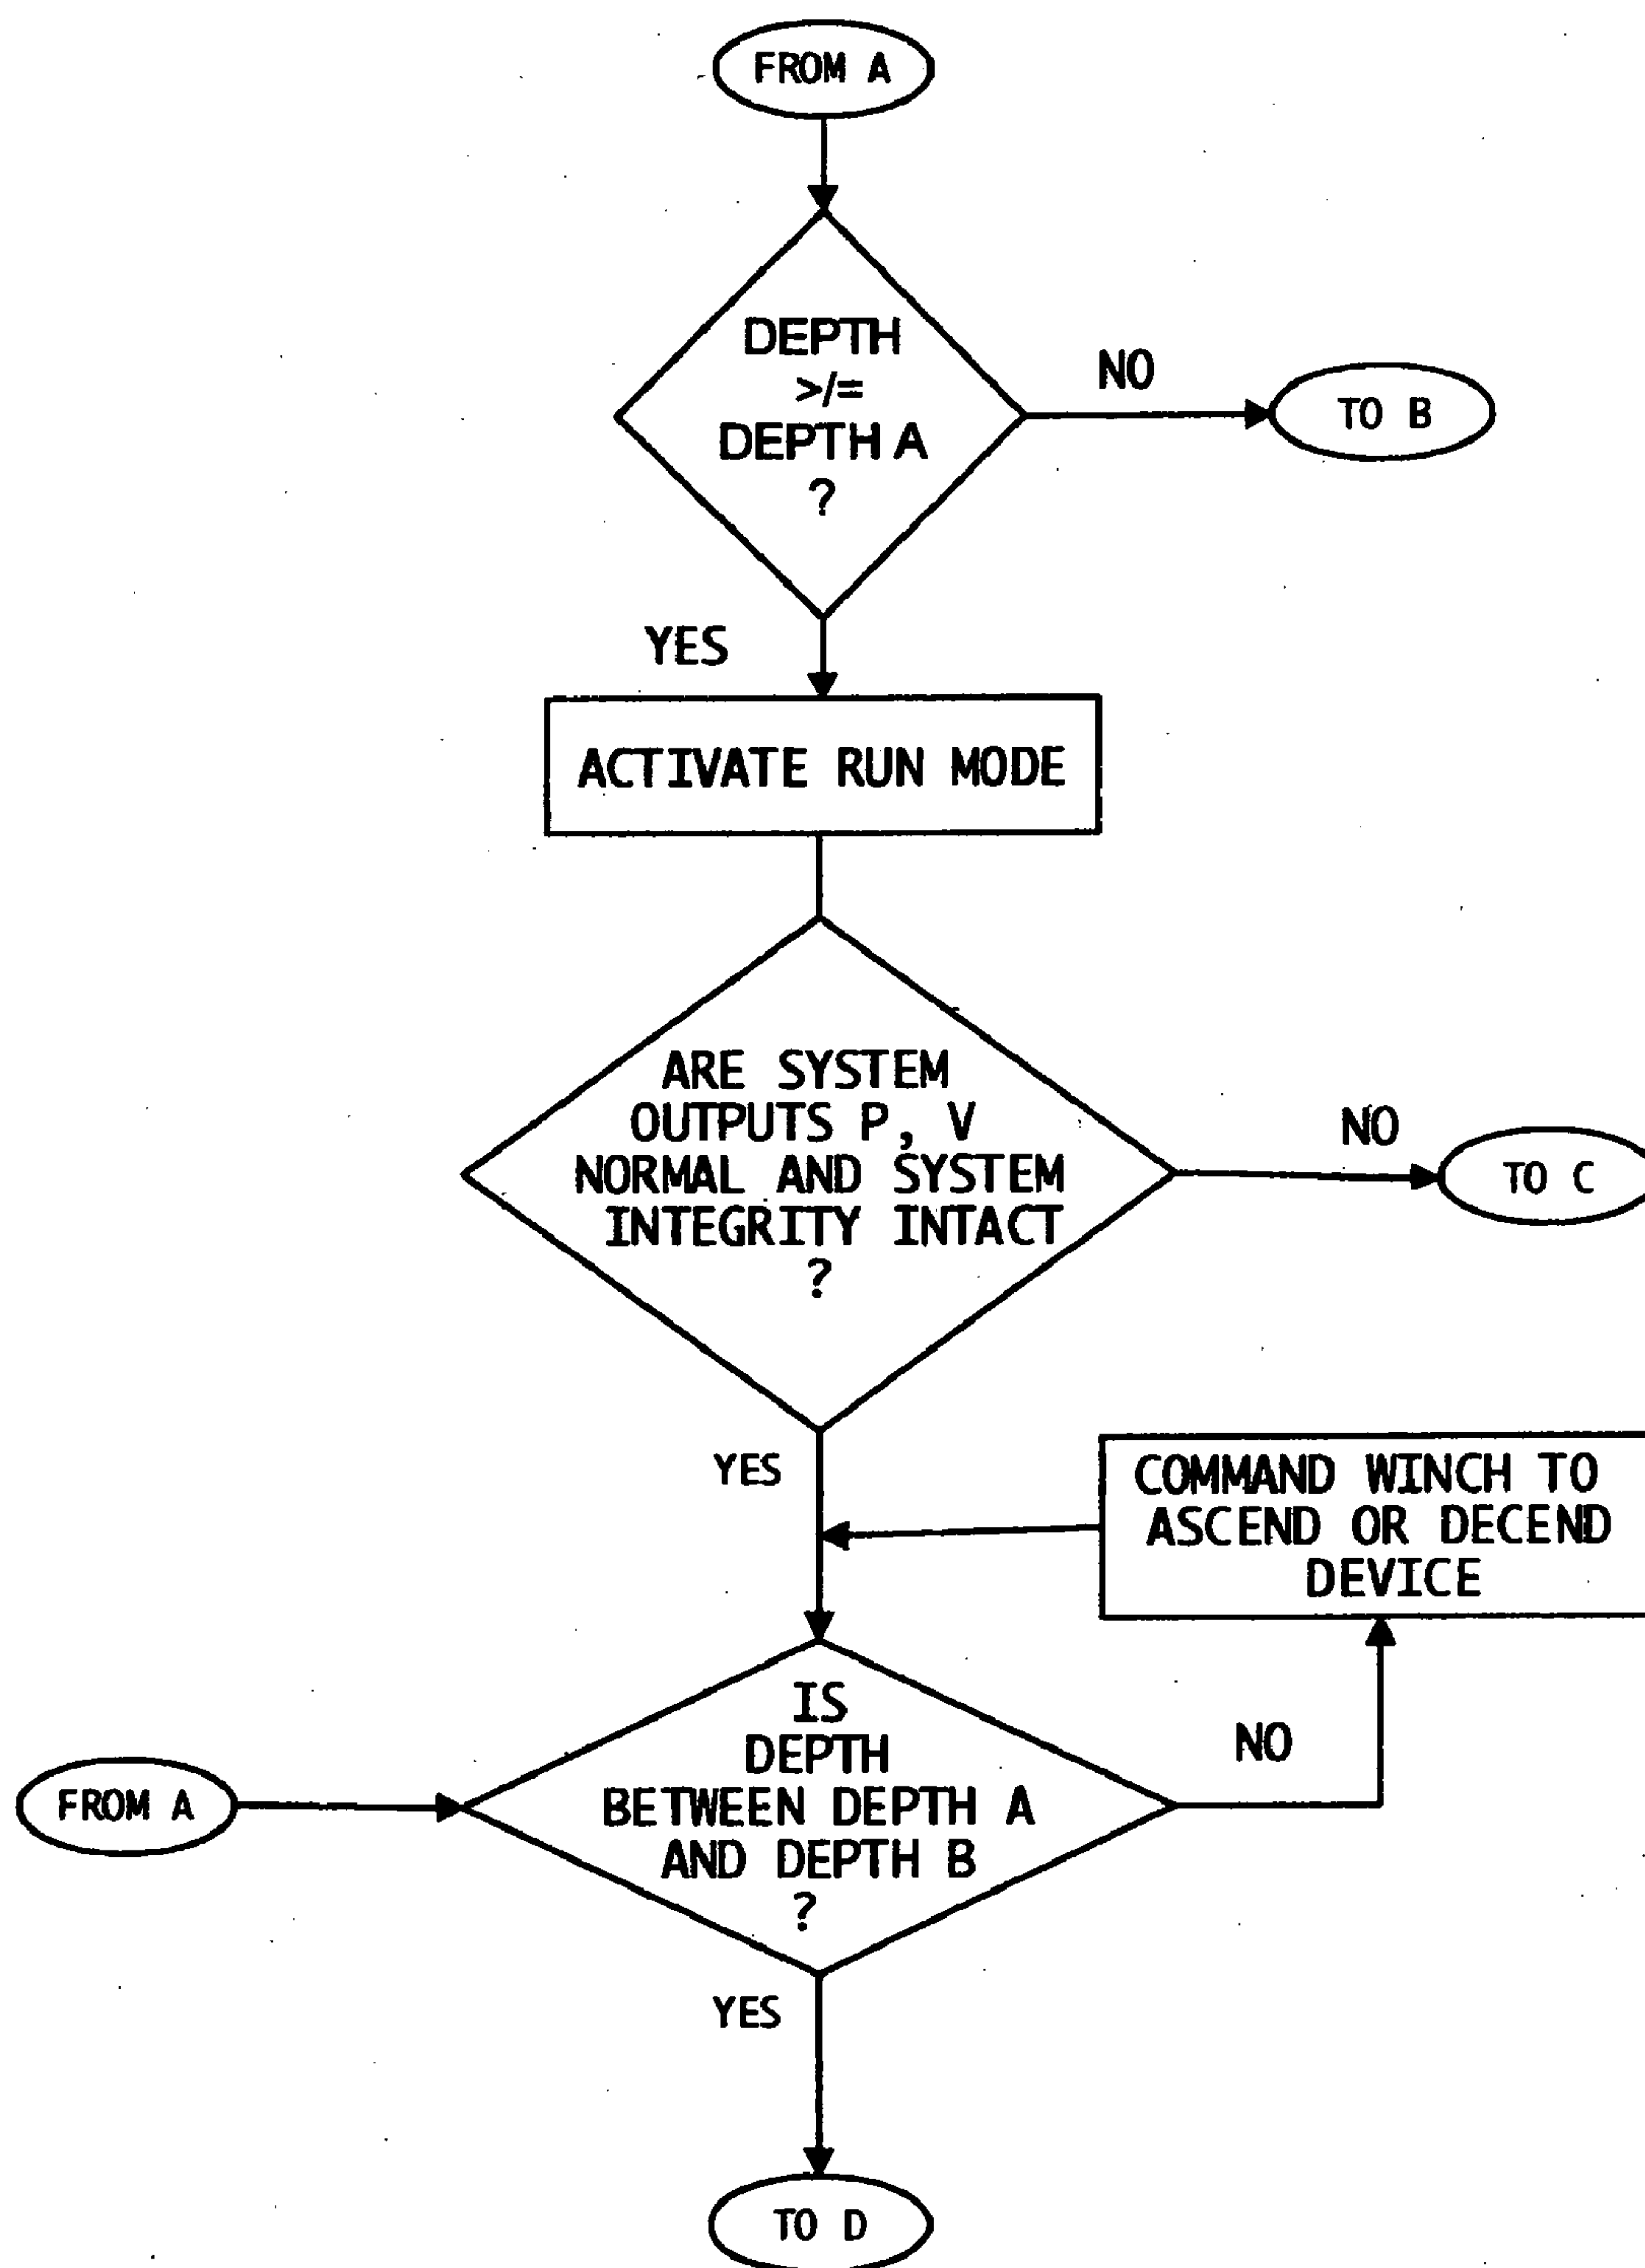 FROM A
DEPTH
>/=
DEPTH A
?
NO
TO B
YES
ACTIVATE RUN MODE
ARE SYSTEM
OUTPUTS P, V
NORMAL AND SYSTEM
INTEGRITY INTACT
?
NO
TO C
YES
COMMAND WINCH TO
ASCEND OR DECEND
DEVICE
IS
DEPTH
BETWEEN DEPTH A
AND DEPTH B
?
NO
FROM A
YES
TO D